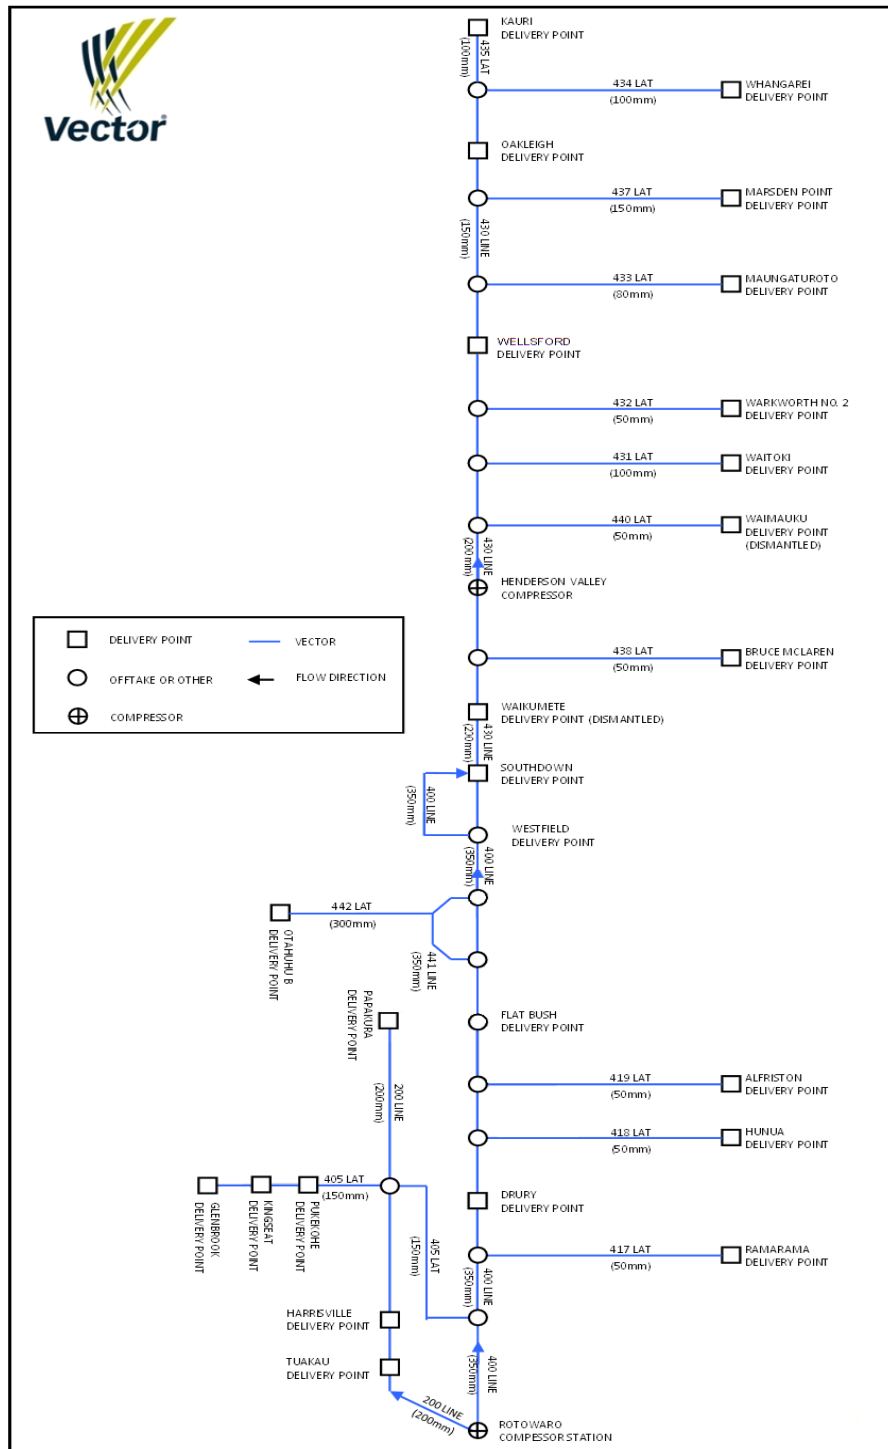 KAURI
DELIVERY POINT
435 LAT
(100mm)
434 LAT
(100mm)
WHANGAREI
DELIVERY POINT
Vector
OAKLEIGH
DELIVERY POINT
437 LAT
(150mm)
MARSDEN POINT
DELIVERY POINT
430 LINE
(150mm)
433 LAT
(80mm)
MAUNGATUROTO
DELIVERY POINT
WELLSFORD
DELIVERY POINT
432 LAT
(50mm)
WARKWORTH NO. 2
DELIVERY POINT
431 LAT
(100mm)
WAITOKI
DELIVERY POINT
440 LAT
(50mm)
WAIMAUKU
DELIVERY POINT
(DISMANTLED)
430 LINE
(200mm)
HENDERSON VALLEY
COMPRESSOR
DELIVERY POINT
VECTOR
OFFTAKE OR OTHER
FLOW DIRECTION
COMPRESSOR
438 LAT
(50mm)
BRUCE MCLAREN
DELIVERY POINT
WAIKUMETE
DELIVERY POINT (DISMANTLED)
430 LINE
(200mm)
SOUTHDOWN
DELIVERY POINT
400 LINE
(350mm)
WESTFIELD
DELIVERY POINT
400 LINE
(350mm)
442 LAT
(300mm)
OTAHUHU B
DELIVERY POINT
441 LINE
(350mm)
PAPAKURA
DELIVERY POINT
FLAT BUSH
DELIVERY POINT
200 LINE
(200mm)
419 LAT
(50mm)
ALFRISTON
DELIVERY POINT
418 LAT
(50mm)
HUNUA
DELIVERY POINT
405 LAT
(150mm)
GLENBROOK
DELIVERY POINT
KINGSEAT
DELIVERY POINT
PUKEKOHE
DELIVERY POINT
DRURY
DELIVERY POINT
405 LAT
(150mm)
417 LAT
(50mm)
RAMARAMA
DELIVERY POINT
400 LINE
(350mm)
HARRISVILLE
DELIVERY POINT
TUAKAU
DELIVERY POINT
400 LINE
(350mm)
200 LINE
(200mm)
ROTOWARO
COMPESSOR STATION